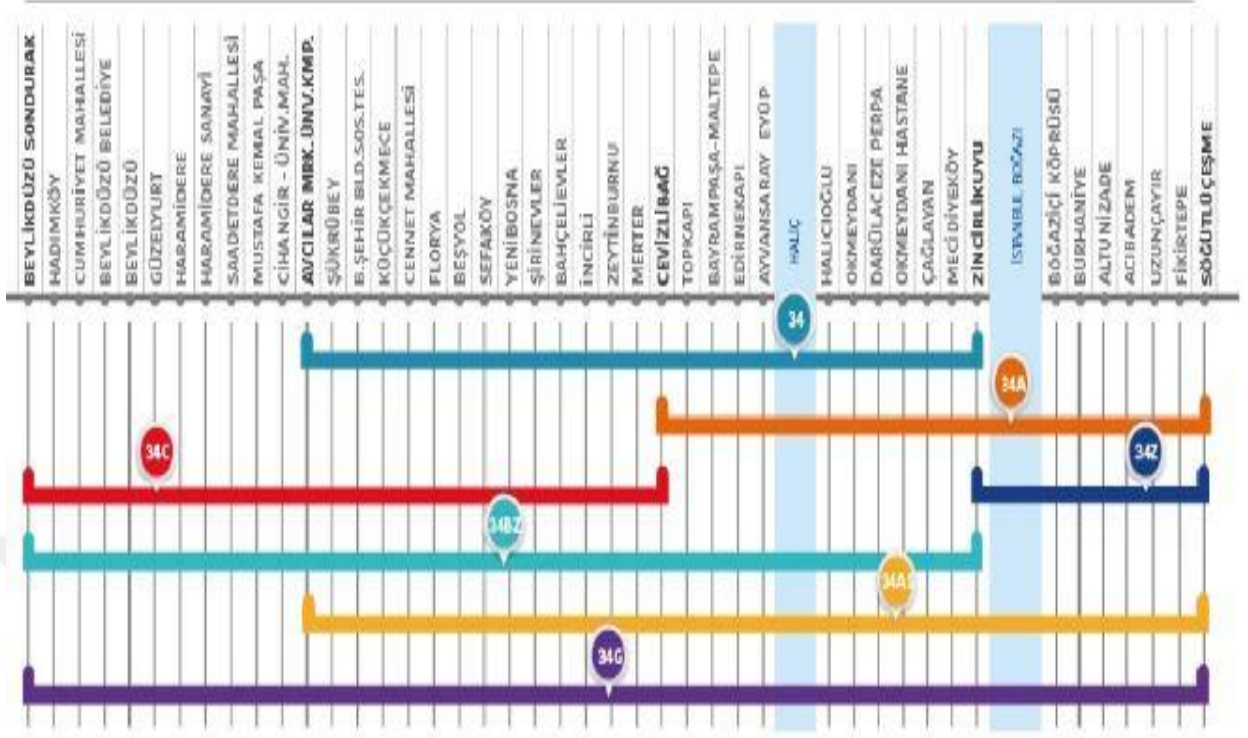 BEYLİKDÜZÜ SONDURAK
HADIMKÖY
CUMHURİYET MAHALLESİ
BEYLİKDÜZÜ BELEDİYE
BEYLİKDÜZÜ
GÜZELYURT
HARAMİDERE
HARAMİDERE SANAYİ
SAADETDERE MAHALLESİ
MUSTAFA KEMAL PAŞA
CİHANGİR - ÜNİV.MAH.
AVCILAR MRK. ÜNV.KMP.
ŞÜKRÜBEY
B.ŞEHİR BLD.SOS.TES.
KÜÇÜKÇEKMECE
CENNET MAHALLESİ
FLORYA
BEŞYOL
SEFAKÖY
YENİBOSNA
ŞİRİNEVLER
BAHÇELİEVLER
İNCİRLİ
ZEYTİNBURNU
MERTER
CEVİZLİBAĞ
TOPKAPI
BAYRAMPAŞA-MALTEPE
EDİRNEKAPI
AYVANSARAY EYÜP
HALİÇ
HALICIOĞLU
OKMEYDANI
DARÜLACEZE PERPA
OKMEYDANI HASTANE
ÇAĞLAYAN
MECİDİYEKÖY
ZİNCİRLİKUYU
İSTANBUL BOĞAZI
BOĞAZİÇİ KÖPRÜSÜ
BURHANİYE
ALTUNİZADE
ACIBADEM
UZUNÇAYIR
FİKİRTEPE
SÖĞÜTLÜÇEŞME
34
34A
34C
34Z
34BZ
34AS
34G